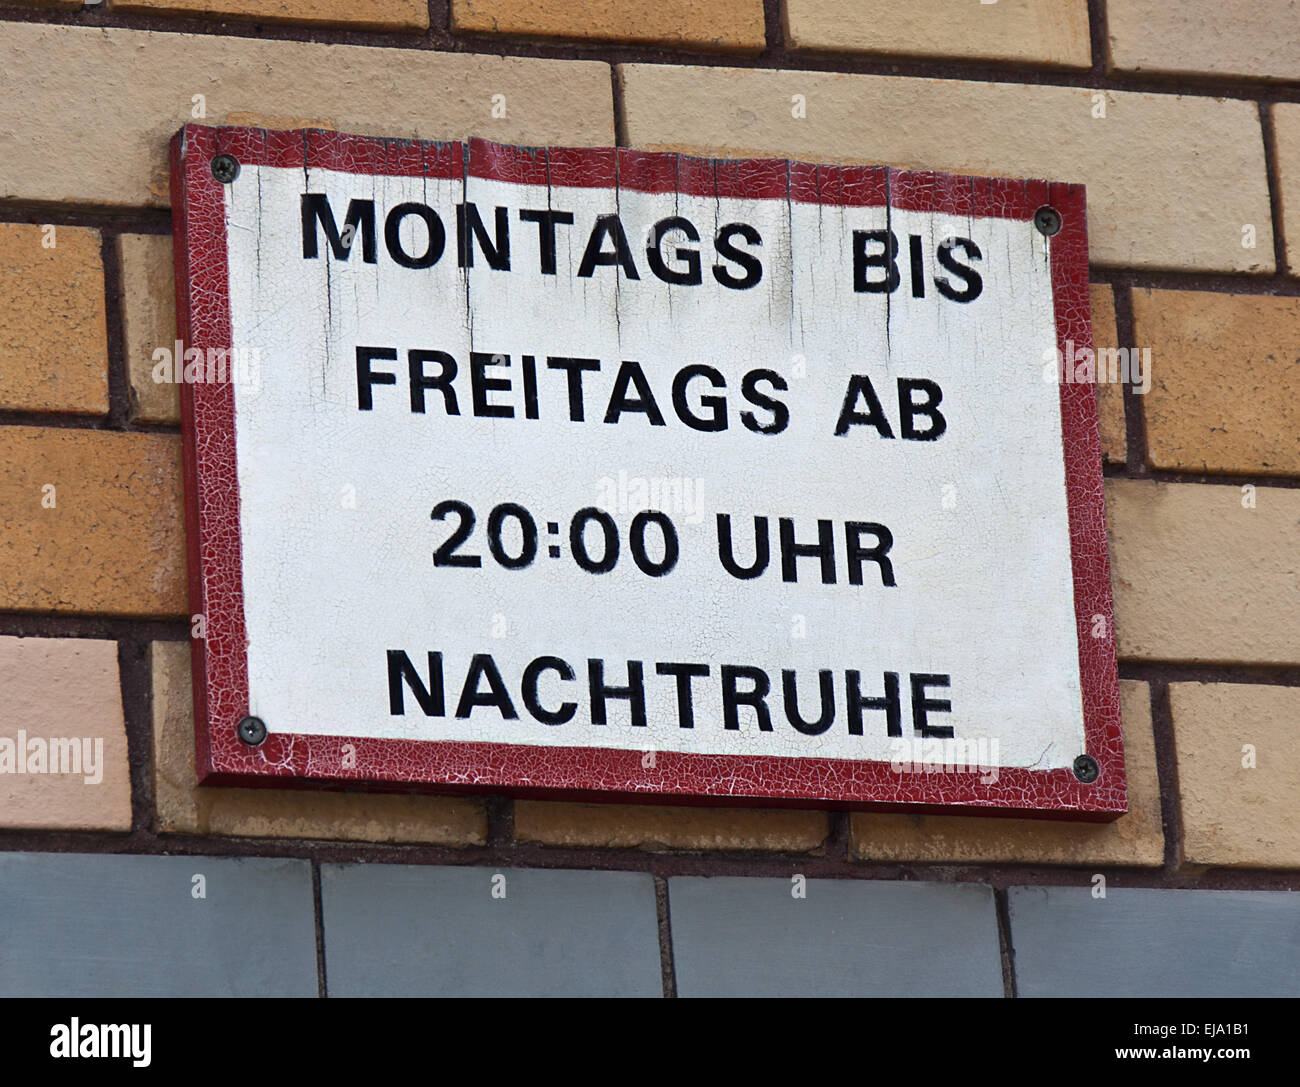 MONTAGS BIS
FREITAGS AB
20:00 UHR
NACHTRUHE
alamy
Image ID: EJA1B1
www.alamy.com